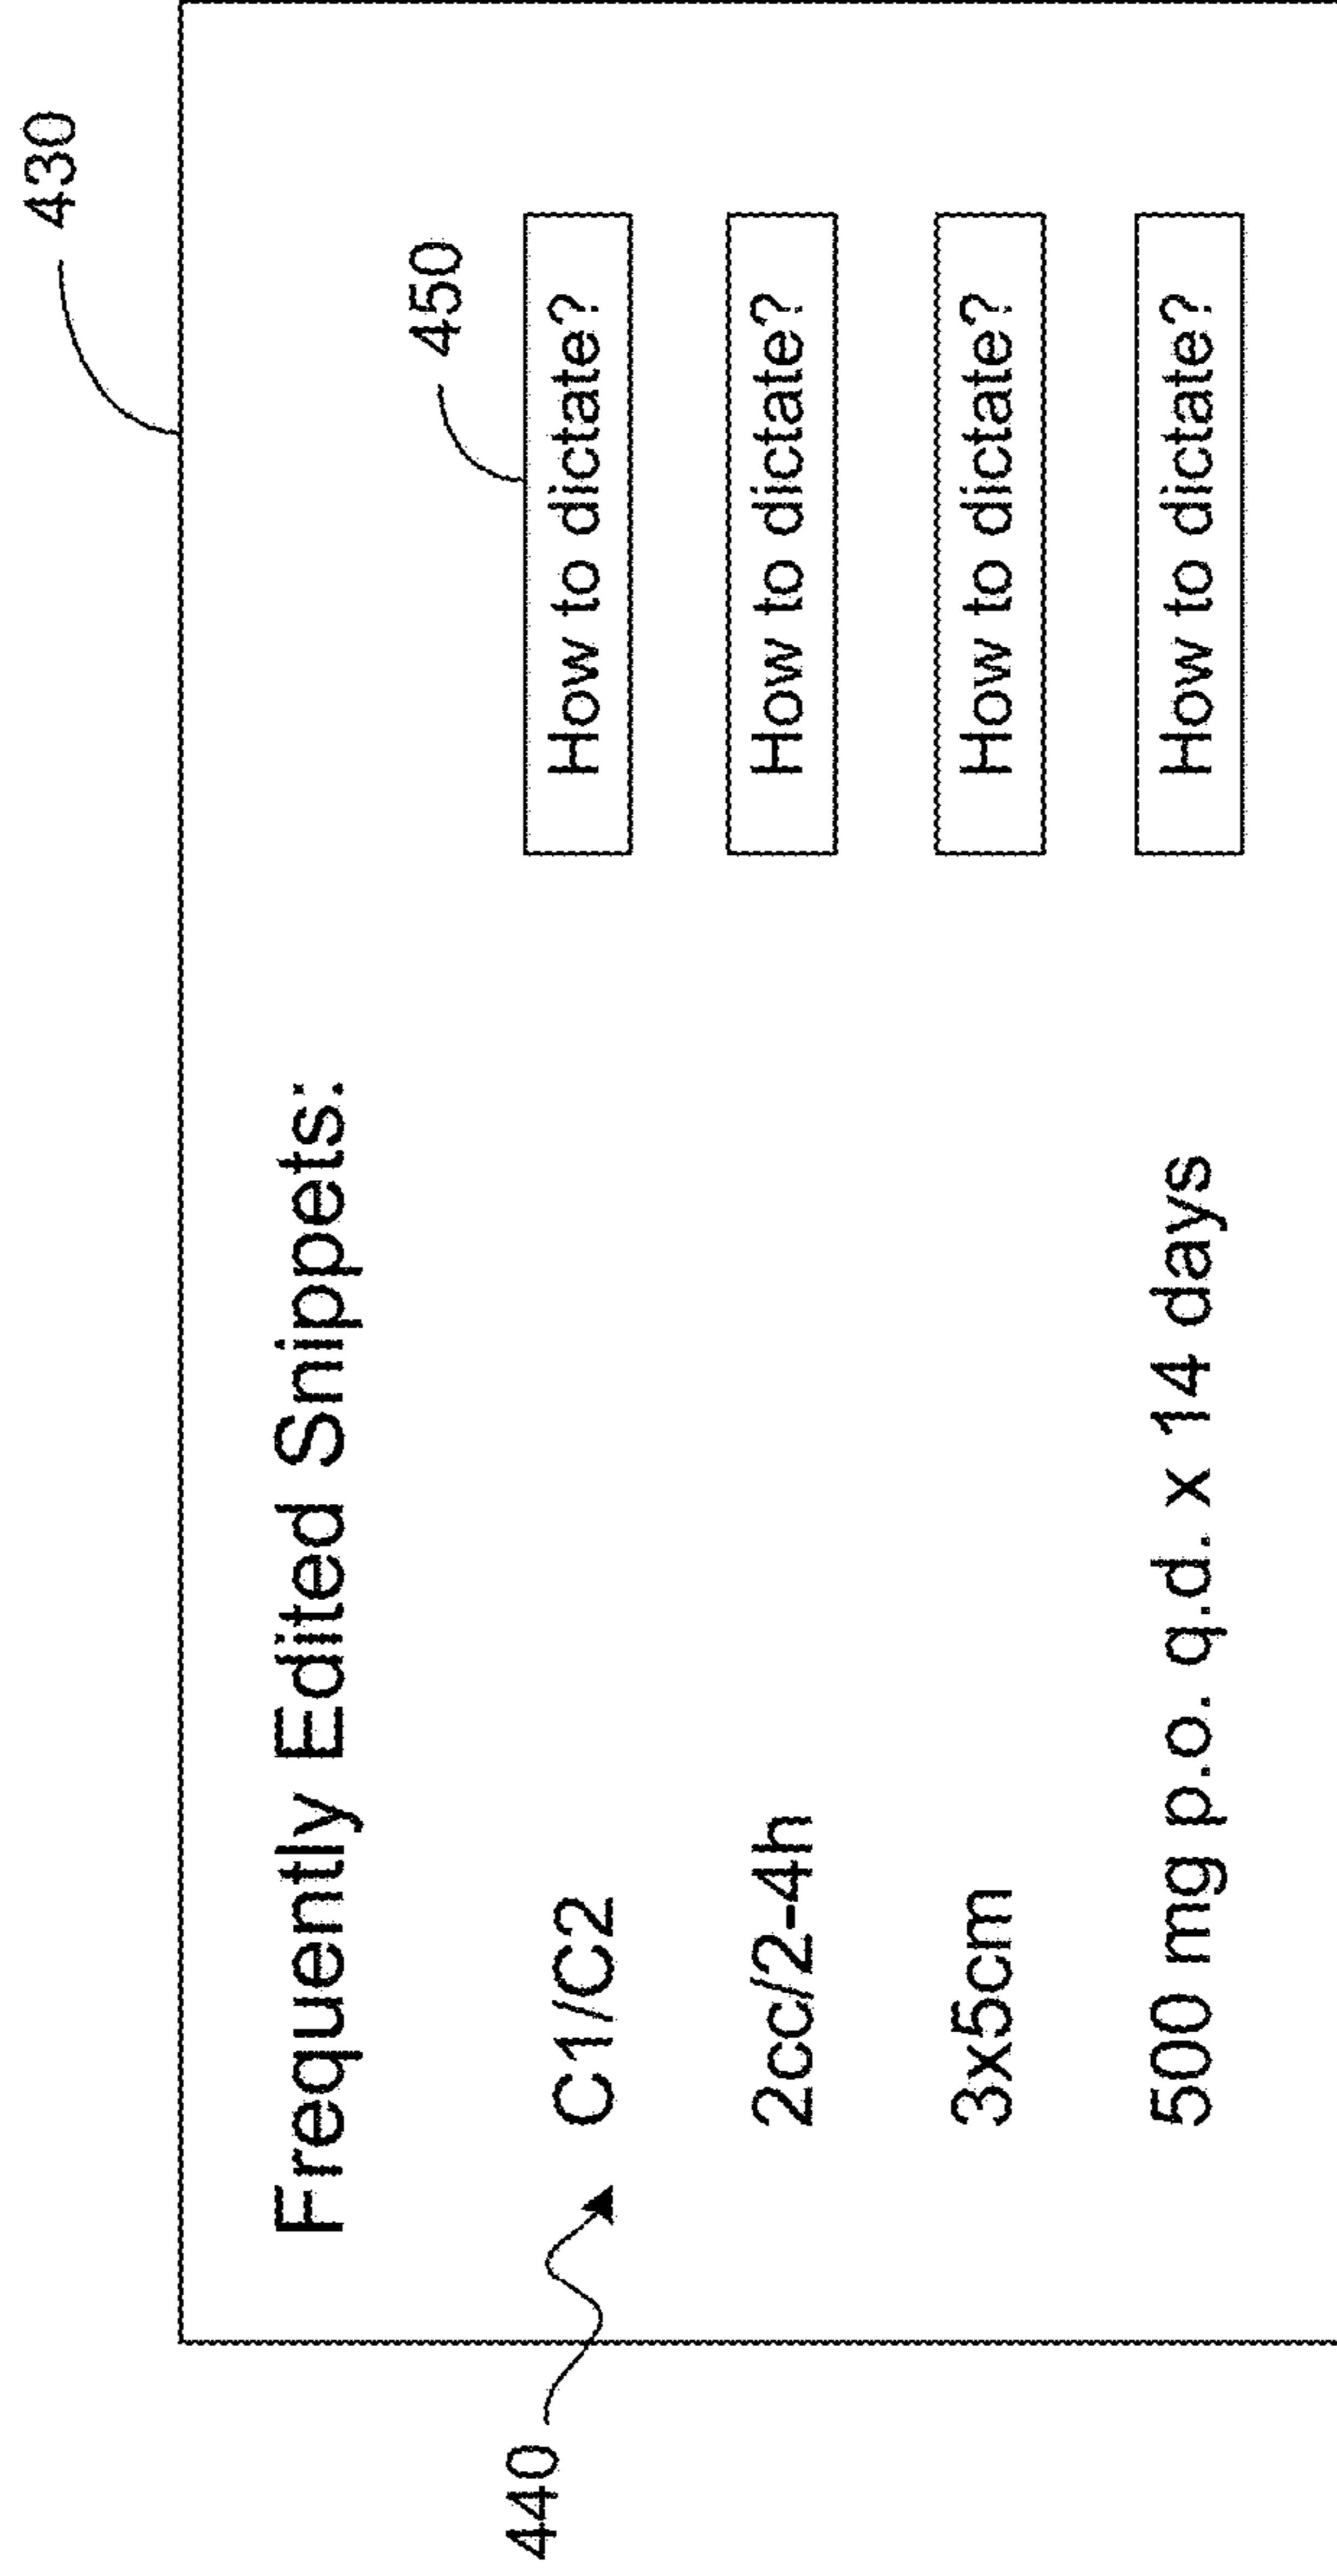 430
Frequently Edited Snippets:
450
440 C1/C2 How to dictate?
2cc/2-4h How to dictate?
3x5cm How to dictate?
500 mg p.o. q.d. x 14 days How to dictate?